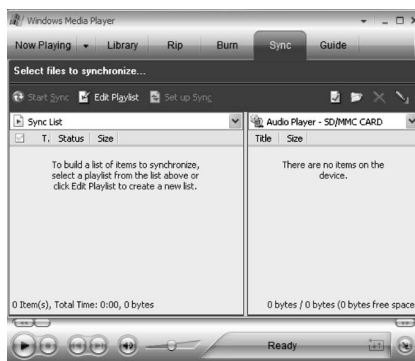 Windows Media Player
Now Playing Library Rip Burn Sync Guide
Select files to synchronize...
Start Sync Edit Playlist Set up Sync
Sync List
Audio Player - SD/MMC CARD
T. Status Size
Title Size
To build a list of items to synchronize,
select a playlist from the list above or
click Edit Playlist to create a new list.
There are no items on the
device.
0 Item(s), Total Time: 0:00, 0 bytes
0 bytes / 0 bytes (0 bytes free space
Ready